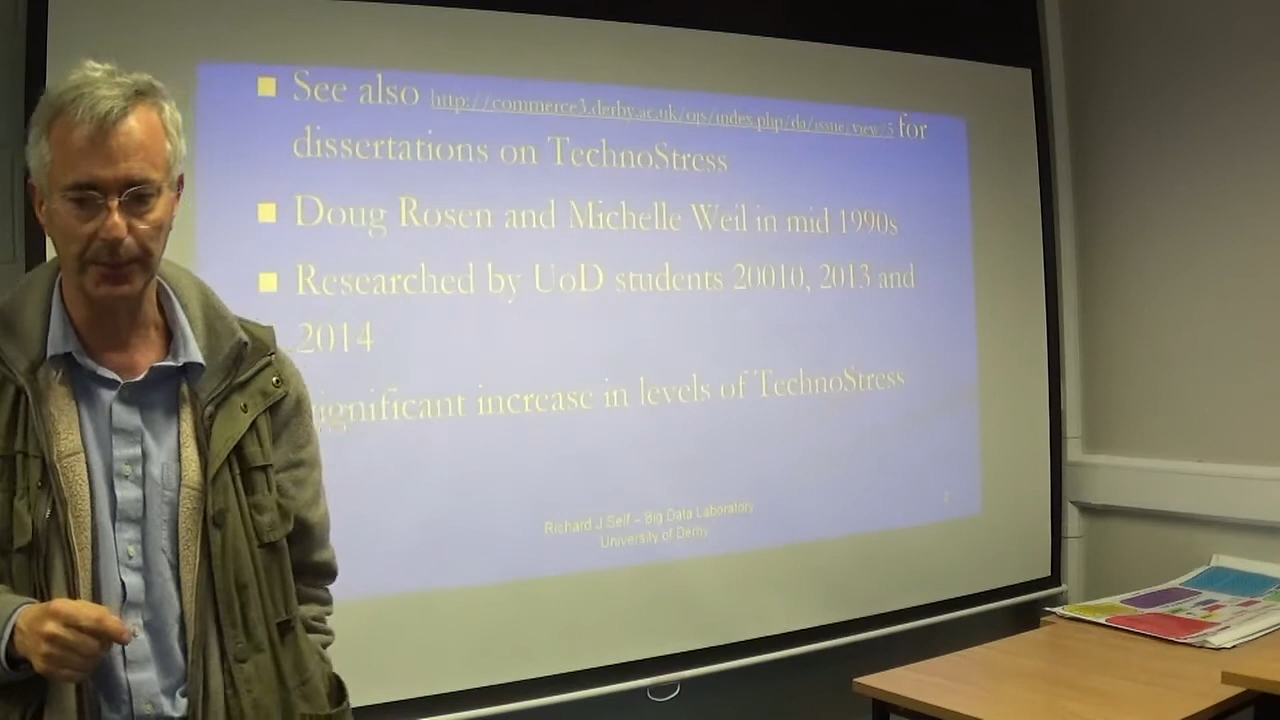 See also http://commerce3.derby.ac.uk/ojs/index.php/da/issue/view/5 for
dissertations on TechnoStress
Doug Rosen and Michelle Weil in mid 1990s
Researched by UoD students 20010, 2013 and
2014
ignificant increase in levels of TechnoStress
Richard J Self – Big Data Laboratory
University of Derby
2